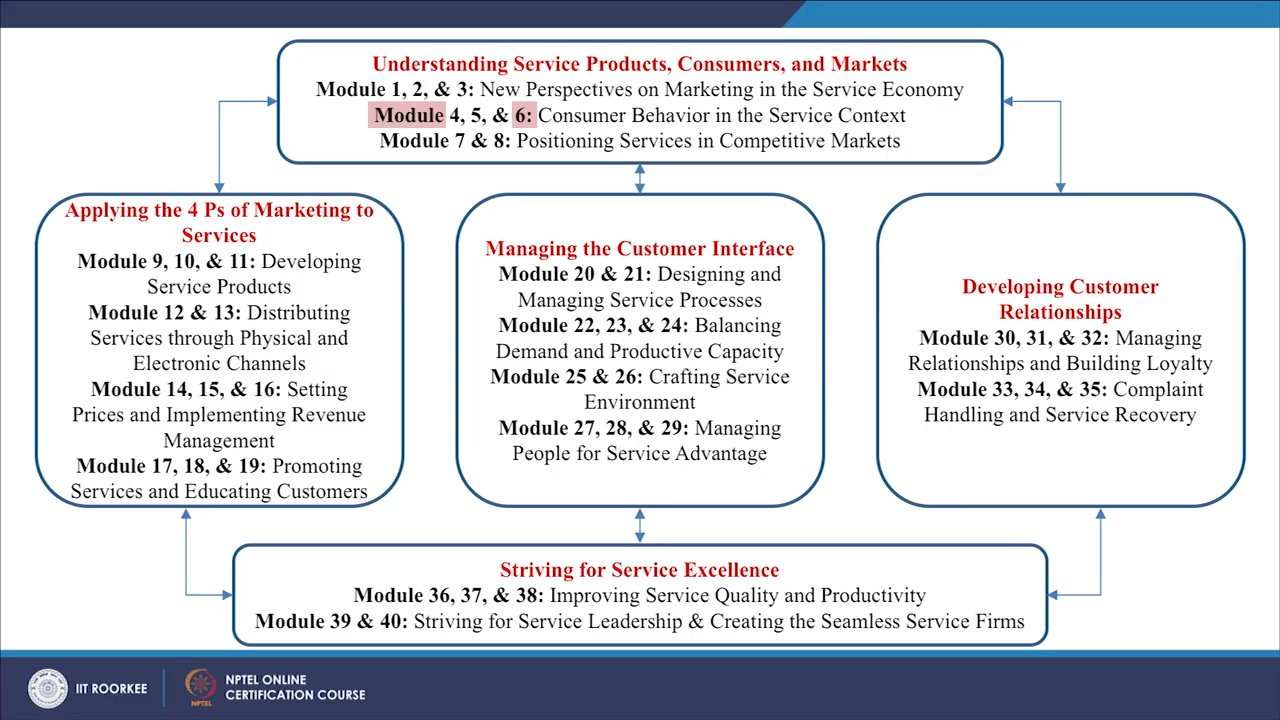 Understanding Service Products, Consumers, and Markets
Module 1, 2, & 3: New Perspectives on Marketing in the Service Economy
Module 4, 5, & 6: Consumer Behavior in the Service Context
Module 7 & 8: Positioning Services in Competitive Markets
Applying the 4 Ps of Marketing to
Services
Module 9, 10, & 11: Developing
Service Products
Module 12 & 13: Distributing
Services through Physical and
Electronic Channels
Module 14, 15, & 16: Setting
Prices and Implementing Revenue
Management
Module 17, 18, & 19: Promoting
Services and Educating Customers
Managing the Customer Interface
Module 20 & 21: Designing and
Managing Service Processes
Module 22, 23, & 24: Balancing
Demand and Productive Capacity
Module 25 & 26: Crafting Service
Environment
Module 27, 28, & 29: Managing
People for Service Advantage
Developing Customer
Relationships
Module 30, 31, & 32: Managing
Relationships and Building Loyalty
Module 33, 34, & 35: Complaint
Handling and Service Recovery
Striving for Service Excellence
Module 36, 37, & 38: Improving Service Quality and Productivity
Module 39 & 40: Striving for Service Leadership & Creating the Seamless Service Firms
IIT ROORKEE
NPTEL
NPTEL ONLINE
CERTIFICATION COURSE